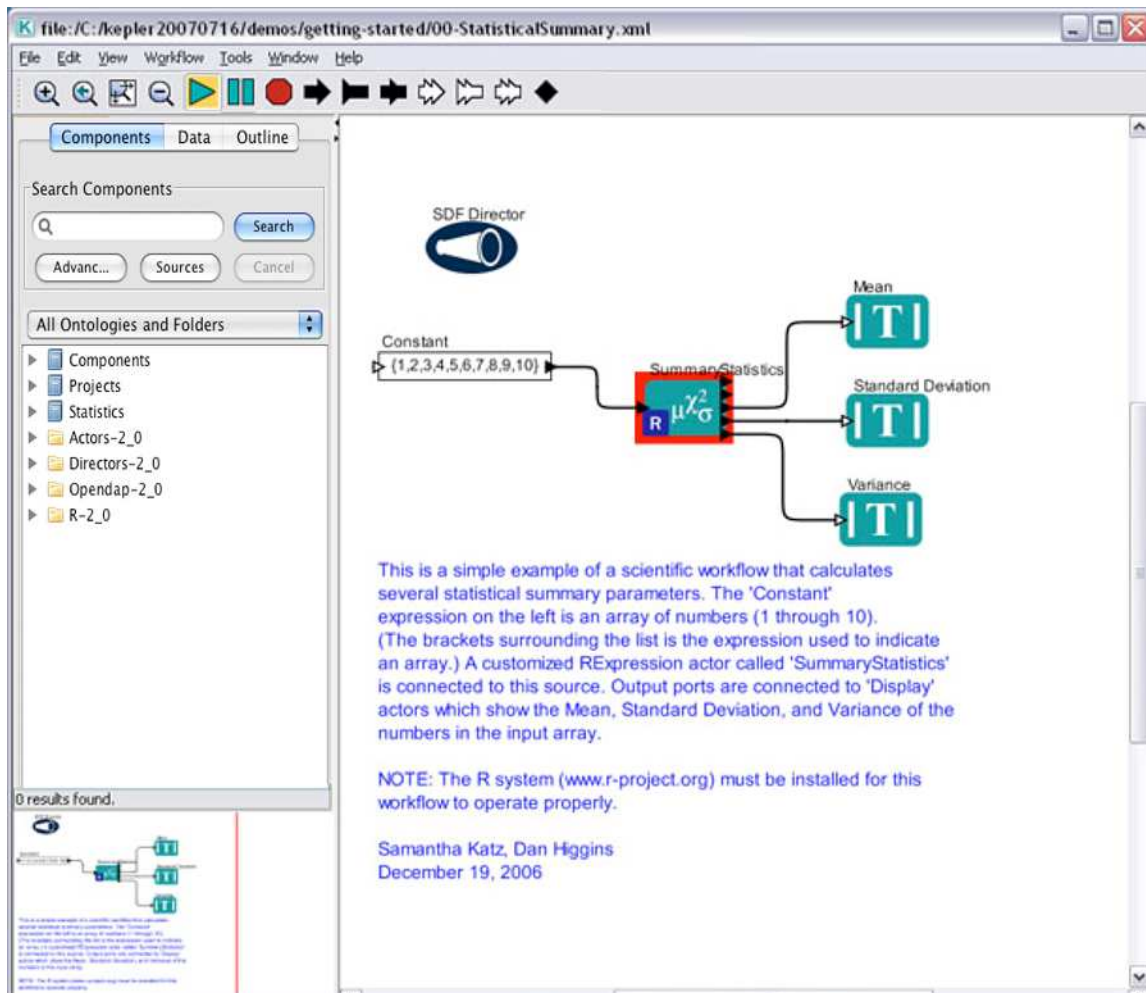 file:/C:/kepler20070716/demos/getting-started/00-StatisticalSummary.xml
File Edit View Workflow Tools Window Help
Components Data Outline
Search Components
Search
Advanc... Sources Cancel
All Ontologies and Folders
Components
Projects
Statistics
Actors-2_0
Directors-2_0
Opendap-2_0
R-2_0
0 results found.
SDF Director
Constant
{1,2,3,4,5,6,7,8,9,10}
SummaryStatistics
R μχ²σ
Mean
T
Standard Deviation
T
Variance
T
This is a simple example of a scientific workflow that calculates
several statistical summary parameters. The 'Constant'
expression on the left is an array of numbers (1 through 10).
(The brackets surrounding the list is the expression used to indicate
an array.) A customized RExpression actor called 'SummaryStatistics'
is connected to this source. Output ports are connected to 'Display'
actors which show the Mean, Standard Deviation, and Variance of the
numbers in the input array.
NOTE: The R system (www.r-project.org) must be installed for this
workflow to operate properly.
Samantha Katz, Dan Higgins
December 19, 2006